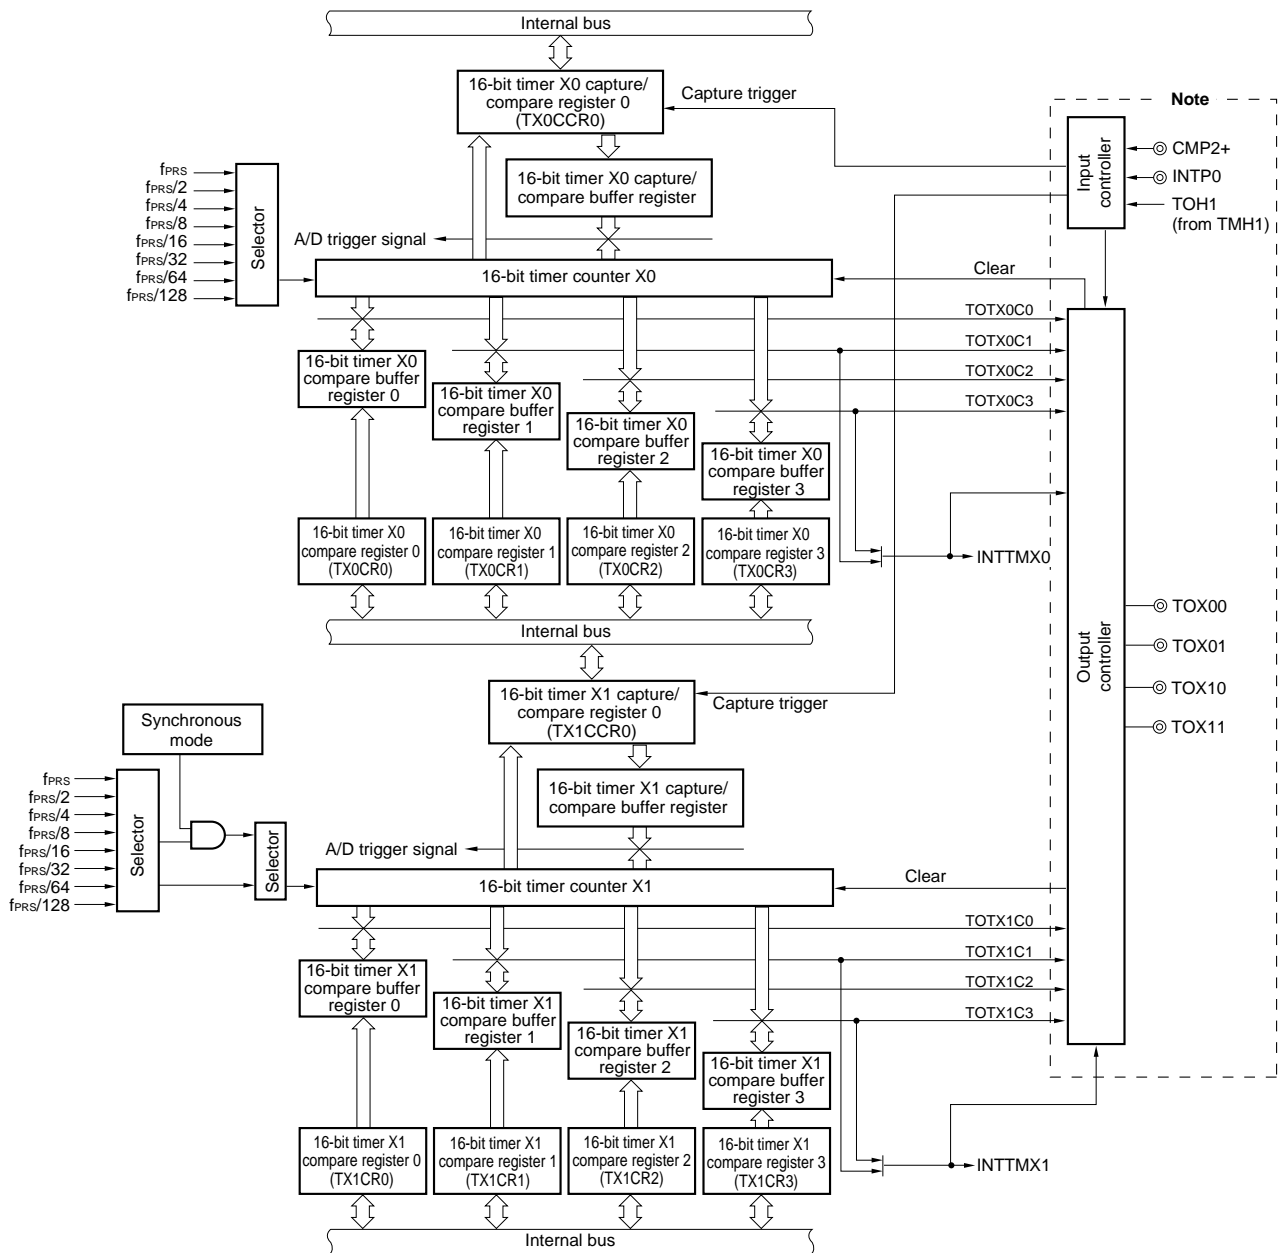 Internal bus
16-bit timer X0 capture/
compare register 0
(TX0CCR0)
Capture trigger
Note
Input
controller
CMP2+
INTP0
TOH1
(from TMH1)
fPRS
fPRS/2
fPRS/4
fPRS/8
fPRS/16
fPRS/32
fPRS/64
fPRS/128
Selector
16-bit timer X0 capture/
compare buffer register
A/D trigger signal
16-bit timer counter X0
Clear
TOTX0C0
TOTX0C1
TOTX0C2
TOTX0C3
16-bit timer X0
compare buffer
register 0
16-bit timer X0
compare buffer
register 1
16-bit timer X0
compare buffer
register 2
16-bit timer X0
compare buffer
register 3
16-bit timer X0
compare register 0
(TX0CR0)
16-bit timer X0
compare register 1
(TX0CR1)
16-bit timer X0
compare register 2
(TX0CR2)
16-bit timer X0
compare register 3
(TX0CR3)
INTTMX0
Internal bus
Output
controller
TOX00
TOX01
TOX10
TOX11
16-bit timer X1 capture/
compare register 0
(TX1CCR0)
Capture trigger
Synchronous
mode
fPRS
fPRS/2
fPRS/4
fPRS/8
fPRS/16
fPRS/32
fPRS/64
fPRS/128
Selector
Selector
16-bit timer X1 capture/
compare buffer register
A/D trigger signal
16-bit timer counter X1
Clear
TOTX1C0
TOTX1C1
TOTX1C2
TOTX1C3
16-bit timer X1
compare buffer
register 0
16-bit timer X1
compare buffer
register 1
16-bit timer X1
compare buffer
register 2
16-bit timer X1
compare buffer
register 3
16-bit timer X1
compare register 0
(TX1CR0)
16-bit timer X1
compare register 1
(TX1CR1)
16-bit timer X1
compare register 2
(TX1CR2)
16-bit timer X1
compare register 3
(TX1CR3)
INTTMX1
Internal bus